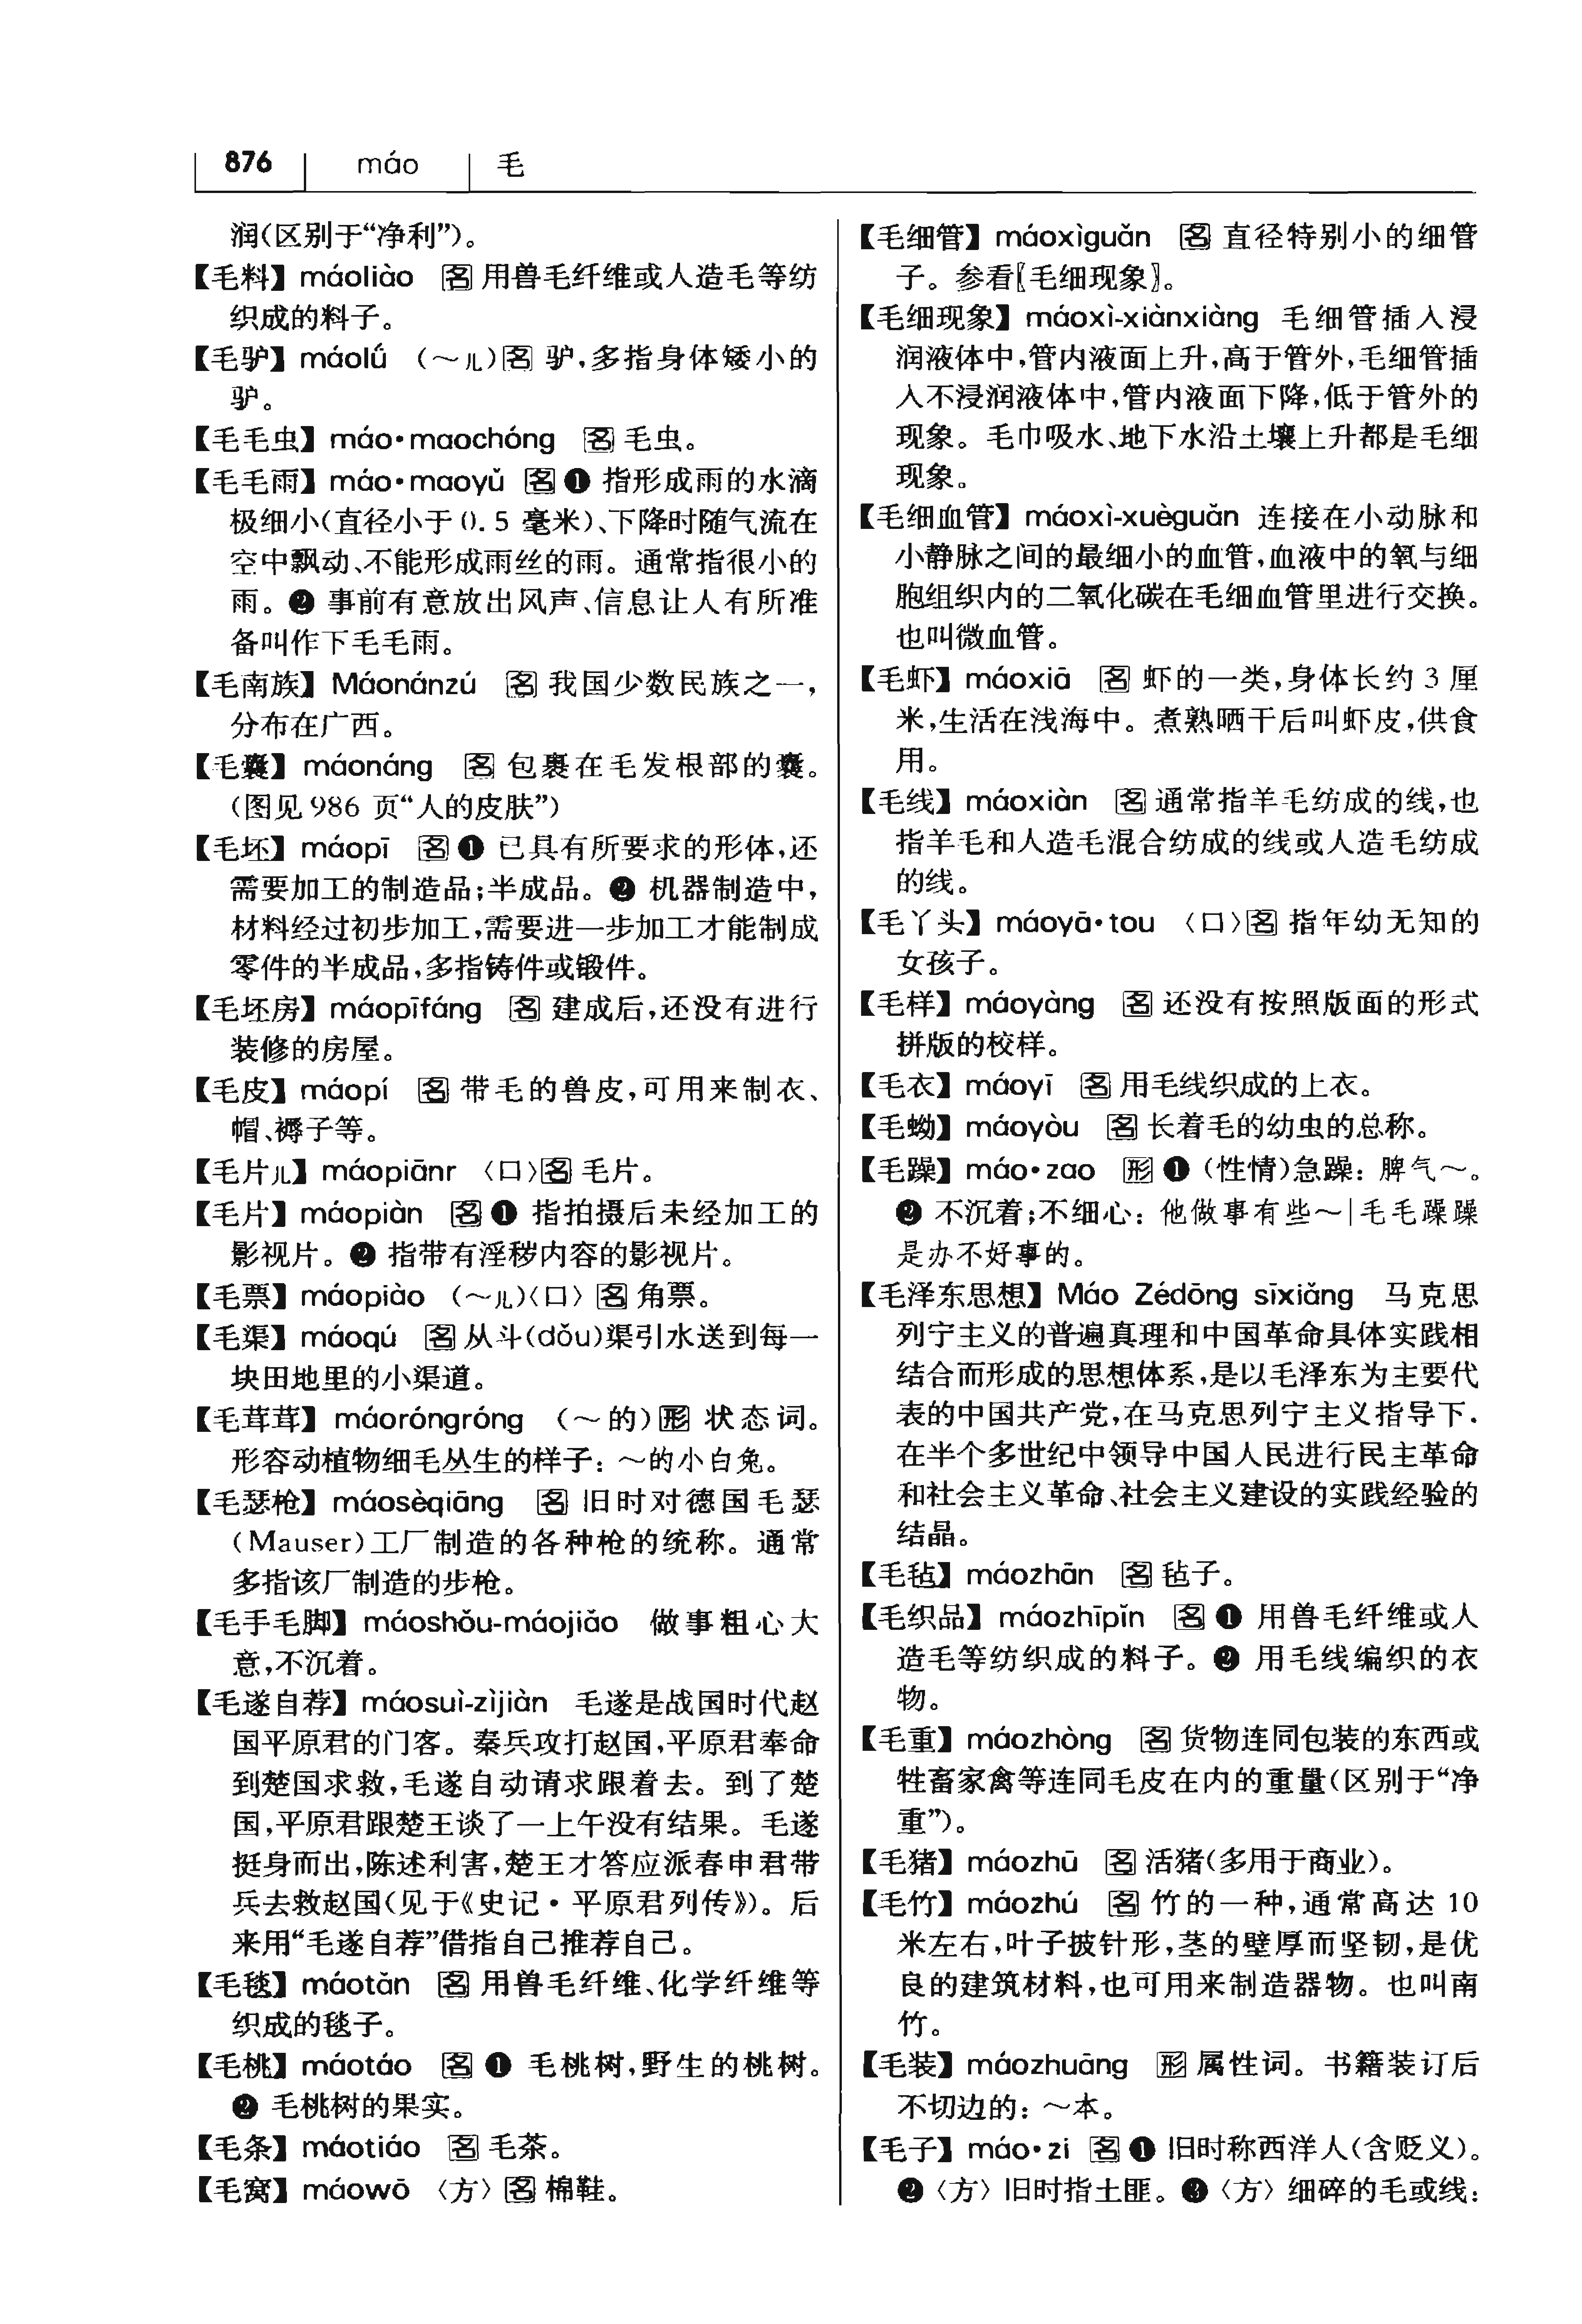 876 máo 毛
润(区别于“净利”)。
【毛料】máoliào 名 用兽毛纤维或人造毛等纺
织成的料子。
【毛驴】máolǘ (～儿)名 驴,多指身体矮小的
驴。
【毛毛虫】máo·maochóng 名 毛虫。
【毛毛雨】máo·maoyǔ 名 ❶ 指形成雨的水滴
极细小(直径小于 0.5 毫米)、下降时随气流在
空中飘动、不能形成雨丝的雨。通常指很小的
雨。❷ 事前有意放出风声、信息让人有所准
备叫作下毛毛雨。
【毛南族】Máonánzú 名 我国少数民族之一,
分布在广西。
【毛囊】máonáng 名 包裹在毛发根部的囊。
(图见 986 页“人的皮肤”)
【毛坯】máopī 名 ❶ 已具有所要求的形体,还
需要加工的制造品;半成品。❷ 机器制造中,
材料经过初步加工,需要进一步加工才能制成
零件的半成品,多指铸件或锻件。
【毛坯房】máopīfáng 名 建成后,还没有进行
装修的房屋。
【毛皮】máopí 名 带毛的兽皮,可用来制衣、
帽、褥子等。
【毛片儿】máopiānr 〈口〉名 毛片。
【毛片】máopiàn 名 ❶ 指拍摄后未经加工的
影视片。❷ 指带有淫秽内容的影视片。
【毛票】máopiào (～儿)〈口〉名 角票。
【毛渠】máoqú 名 从斗(dǒu)渠引水送到每一
块田地里的小渠道。
【毛茸茸】máoróngróng (～的)形 状态词。
形容动植物细毛丛生的样子：～的小白兔。
【毛瑟枪】máosèqiāng 名 旧时对德国毛瑟
(Mauser)工厂制造的各种枪的统称。通常
多指该厂制造的步枪。
【毛手毛脚】máoshǒu-máojiǎo 做事粗心大
意,不沉着。
【毛遂自荐】máosuì-zìjiàn 毛遂是战国时代赵
国平原君的门客。秦兵攻打赵国,平原君奉命
到楚国求救,毛遂自动请求跟着去。到了楚
国,平原君跟楚王谈了一上午没有结果。毛遂
挺身而出,陈述利害,楚王才答应派春申君带
兵去救赵国(见于《史记·平原君列传》)。后
来用“毛遂自荐”借指自己推荐自己。
【毛毯】máotǎn 名 用兽毛纤维、化学纤维等
织成的毯子。
【毛桃】máotáo 名 ❶ 毛桃树,野生的桃树。
❷ 毛桃树的果实。
【毛条】máotiáo 名 毛茶。
【毛窝】máowō 〈方〉名 棉鞋。
【毛细管】máoxìguǎn 名 直径特别小的细管
子。参看〖毛细现象〗。
【毛细现象】máoxì-xiànxiàng 毛细管插入浸
润液体中,管内液面上升,高于管外,毛细管插
入不浸润液体中,管内液面下降,低于管外的
现象。毛巾吸水、地下水沿土壤上升都是毛细
现象。
【毛细血管】máoxì-xuèguǎn 连接在小动脉和
小静脉之间的最细小的血管,血液中的氧与细
胞组织内的二氧化碳在毛细血管里进行交换。
也叫微血管。
【毛虾】máoxiā 名 虾的一类,身体长约 3 厘
米,生活在浅海中。煮熟晒干后叫虾皮,供食
用。
【毛线】máoxiàn 名 通常指羊毛纺成的线,也
指羊毛和人造毛混合纺成的线或人造毛纺成
的线。
【毛丫头】máoyā·tou 〈口〉名 指年幼无知的
女孩子。
【毛样】máoyàng 名 还没有按照版面的形式
拼版的校样。
【毛衣】máoyī 名 用毛线织成的上衣。
【毛蚴】máoyòu 名 长着毛的幼虫的总称。
【毛躁】máo·zao 形 ❶ (性情)急躁：脾气～。
❷ 不沉着;不细心：他做事有些～|毛毛躁躁
是办不好事的。
【毛泽东思想】Máo Zédōng sīxiǎng 马克思
列宁主义的普遍真理和中国革命具体实践相
结合而形成的思想体系,是以毛泽东为主要代
表的中国共产党,在马克思列宁主义指导下,
在半个多世纪中领导中国人民进行民主革命
和社会主义革命、社会主义建设的实践经验的
结晶。
【毛毡】máozhān 名 毡子。
【毛织品】máozhīpǐn 名 ❶ 用兽毛纤维或人
造毛等纺织成的料子。❷ 用毛线编织的衣
物。
【毛重】máozhòng 名 货物连同包装的东西或
牲畜家禽等连同毛皮在内的重量(区别于“净
重”)。
【毛猪】máozhū 名 活猪(多用于商业)。
【毛竹】máozhú 名 竹的一种,通常高达 10
米左右,叶子披针形,茎的壁厚而坚韧,是优
良的建筑材料,也可用来制造器物。也叫南
竹。
【毛装】máozhuāng 形 属性词。书籍装订后
不切边的：～本。
【毛子】máo·zi 名 ❶ 旧时称西洋人(含贬义)。
❷〈方〉旧时指土匪。❸〈方〉细碎的毛或线：